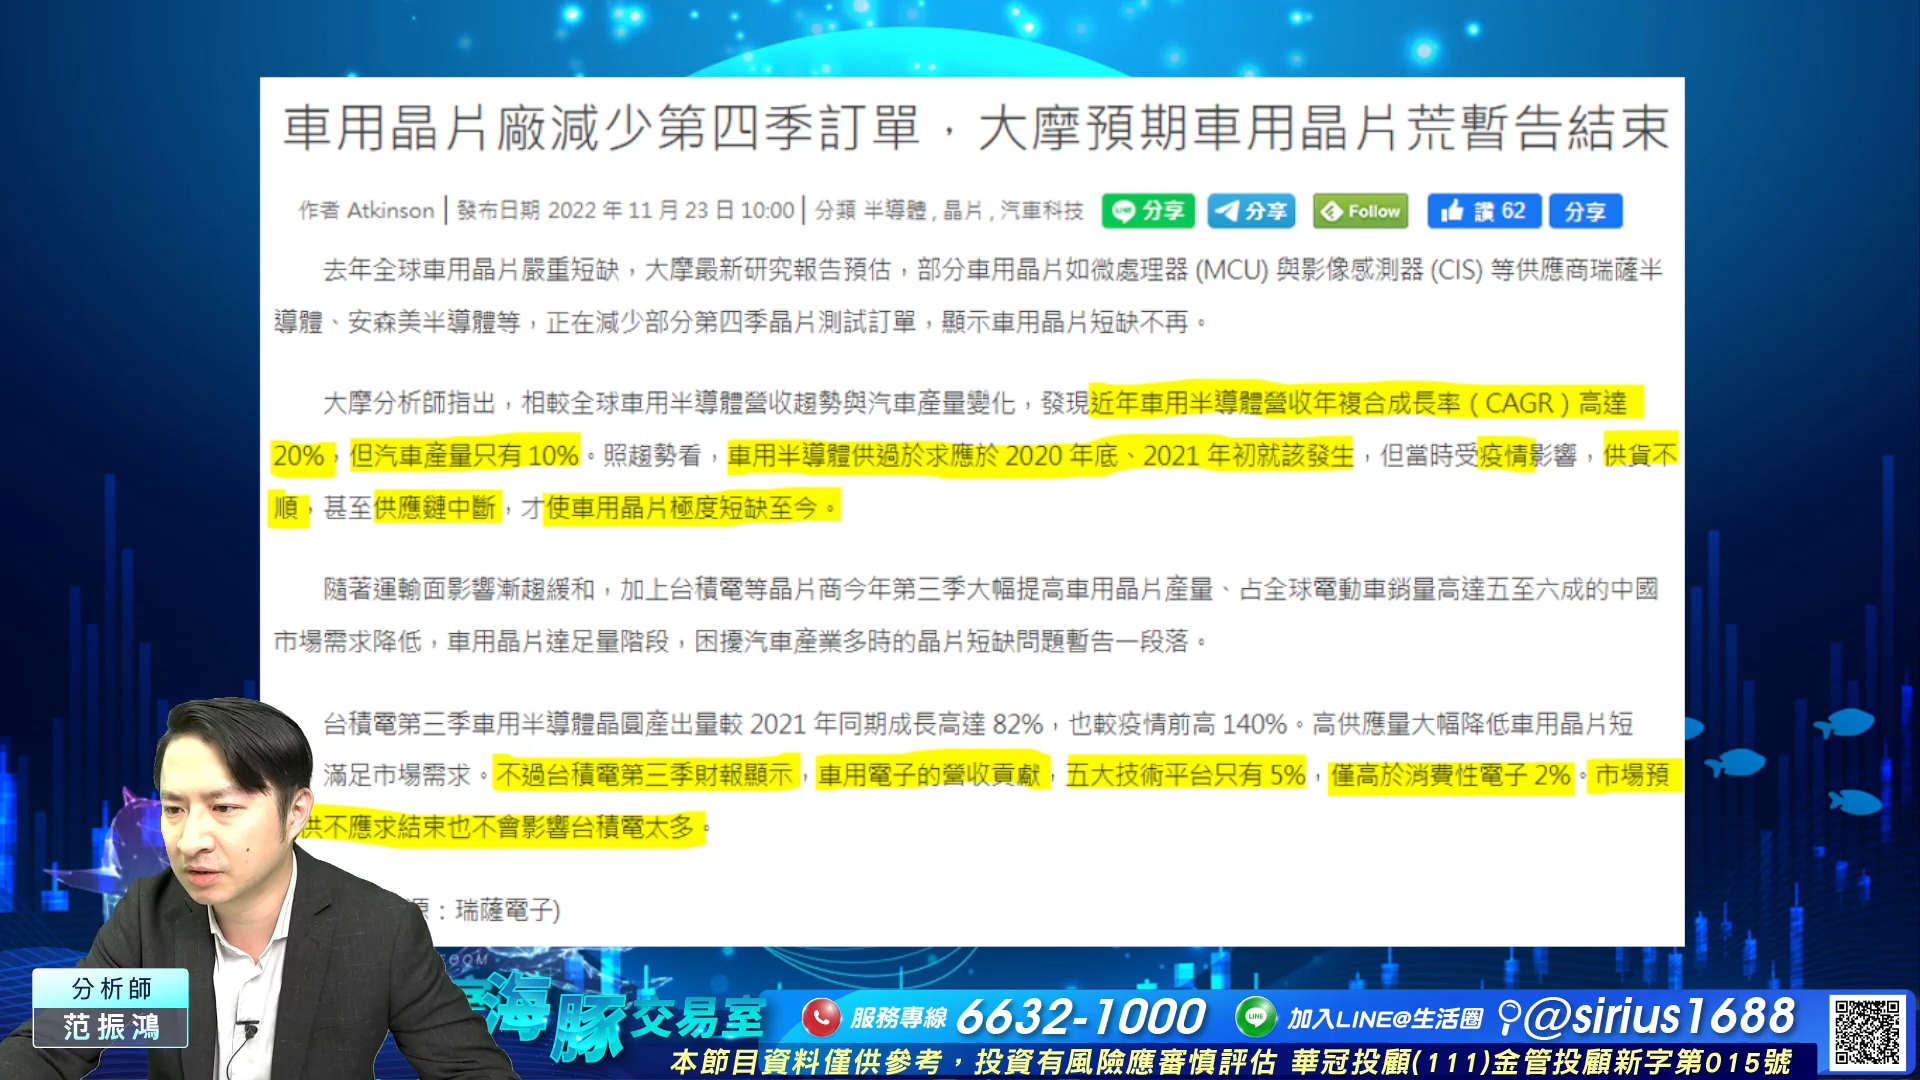 車用晶片廠減少第四季訂單，大摩預期車用晶片荒暫告結束
作者 Atkinson | 發布日期 2022 年 11 月 23 日 10:00 | 分類 半導體 , 晶片 , 汽車科技
分享
分享
Follow
讚 62
分享
去年全球車用晶片嚴重短缺，大摩最新研究報告預估，部分車用晶片如微處理器 (MCU) 與影像感測器 (CIS) 等供應商瑞薩半
導體、安森美半導體等，正在減少部分第四季晶片測試訂單，顯示車用晶片短缺不再。
大摩分析師指出，相較全球車用半導體營收趨勢與汽車產量變化，發現近年車用半導體營收年複合成長率（CAGR）高達
20%，但汽車產量只有 10%。照趨勢看，車用半導體供過於求應於 2020 年底、2021 年初就該發生，但當時受疫情影響，供貨不
順，甚至供應鏈中斷，才使車用晶片極度短缺至今。
隨著運輸面影響漸趨緩和，加上台積電等晶片商今年第三季大幅提高車用晶片產量、占全球電動車銷量高達五至六成的中國
市場需求降低，車用晶片達足量階段，困擾汽車產業多時的晶片短缺問題暫告一段落。
台積電第三季車用半導體晶圓產出量較 2021 年同期成長高達 82%，也較疫情前高 140%。高供應量大幅降低車用晶片短
滿足市場需求。不過台積電第三季財報顯示，車用電子的營收貢獻，五大技術平台只有 5%，僅高於消費性電子 2%。市場預
供不應求結束也不會影響台積電太多。
源：瑞薩電子)
分析師
范振鴻
海豚交易室
服務專線 6632-1000
LINE
加入LINE@生活圈 @sirius1688
本節目資料僅供參考，投資有風險應審慎評估 華冠投顧(111)金管投顧新字第015號